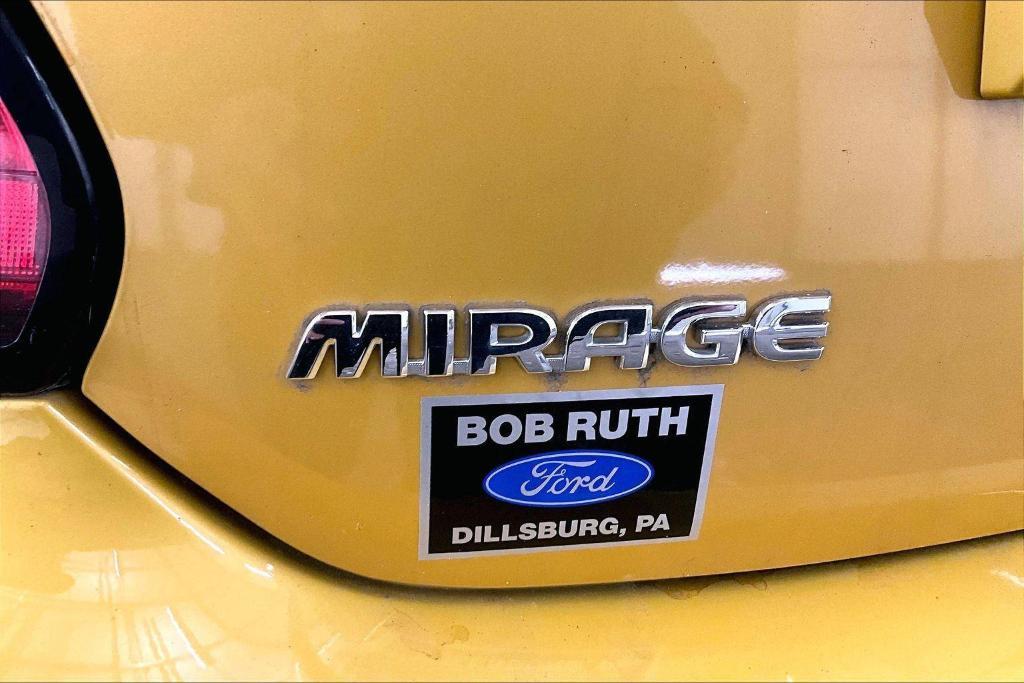 MIRAGE
BOB RUTH
Ford
DILLSBURG, PA